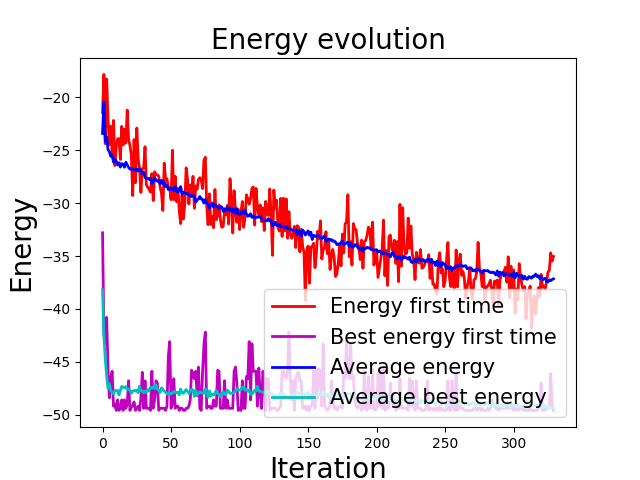 Energy evolution
Energy
−20
−25
−30
−35
−40
−45
−50
Energy first time
Best energy first time
Average energy
Average best energy
0
50
100
150
200
250
300
Iteration